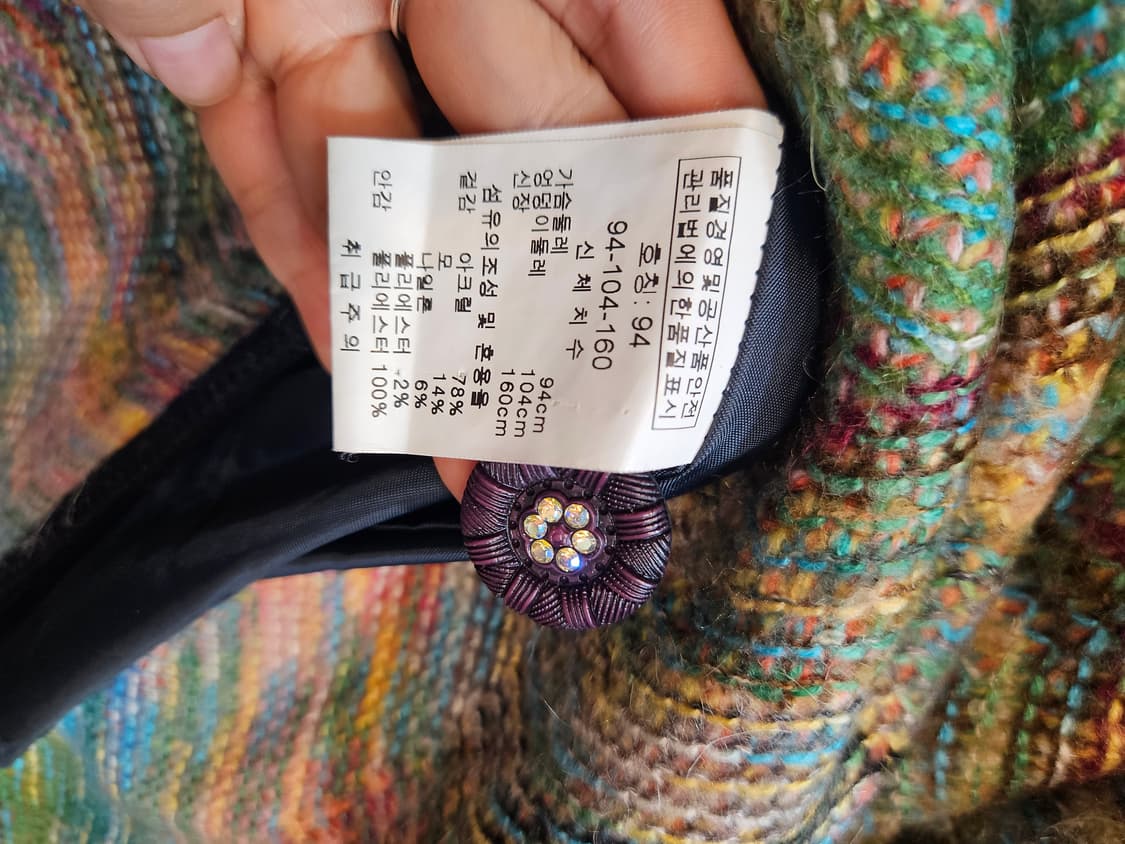 품질경영및공산품안전
관리법에의한품질표시
호칭: 94
94-104-160
신 체 치 수
가슴둘레 94cm
엉덩이둘레 104cm
신장 160cm
섬유의조성 및 혼용율
겉감 아크릴 78%
모 14%
나일론 6%
폴리에스터 2%
안감 폴리에스터 100%
취 급 주 의